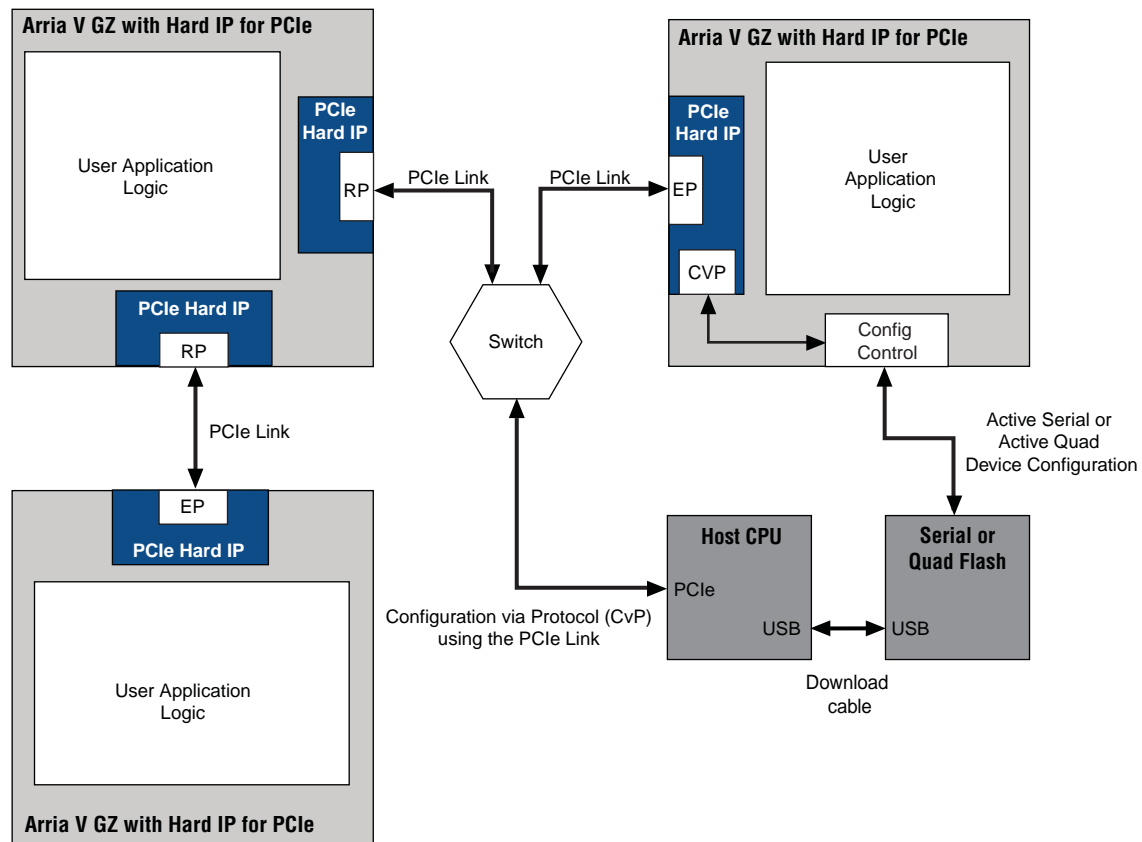 Arria V GZ with Hard IP for PCIe
User Application
Logic
PCIe
Hard IP
RP
PCIe Hard IP
RP
PCIe Link
PCIe Link
Switch
Arria V GZ with Hard IP for PCIe
PCIe
Hard IP
EP
CVP
User
Application
Logic
Config
Control
PCIe Link
EP
PCIe Hard IP
User Application
Logic
Arria V GZ with Hard IP for PCIe
Active Serial or
Active Quad
Device Configuration
Host CPU
PCIe
USB
Serial or
Quad Flash
USB
Configuration via Protocol (CvP)
using the PCIe Link
Download
cable